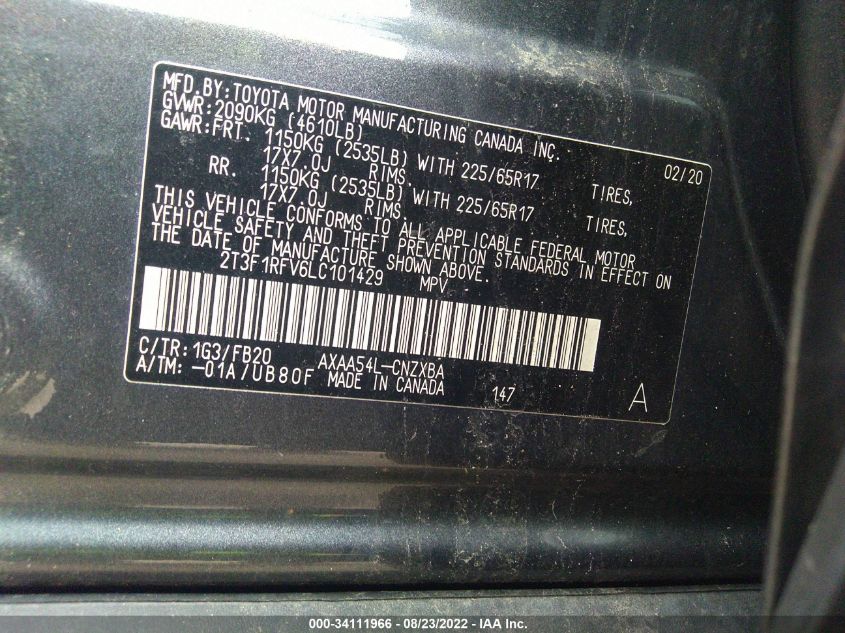 MFD.BY:TOYOTA MOTOR MANUFACTURING CANADA INC.
GVWR:2090KG (4610LB) 02/20
GAWR:FRT. 1150KG (2535LB) WITH 225/65R17 TIRES,
17X7.0J RIMS.
RR. 1150KG (2535LB) WITH 225/65R17 TIRES,
17X7.0J RIMS.
THIS VEHICLE CONFORMS TO ALL APPLICABLE FEDERAL MOTOR
VEHICLE SAFETY AND THEFT PREVENTION STANDARDS IN EFFECT ON
THE DATE OF MANUFACTURE SHOWN ABOVE.
2T3F1RFV6LC101429 MPV
C/TR:1G3/FB20 AXAA54L-CNZXBA
A/TM:-01A/UB80F MADE IN CANADA 147 A
000-34111966 - 08/23/2022 - IAA Inc.